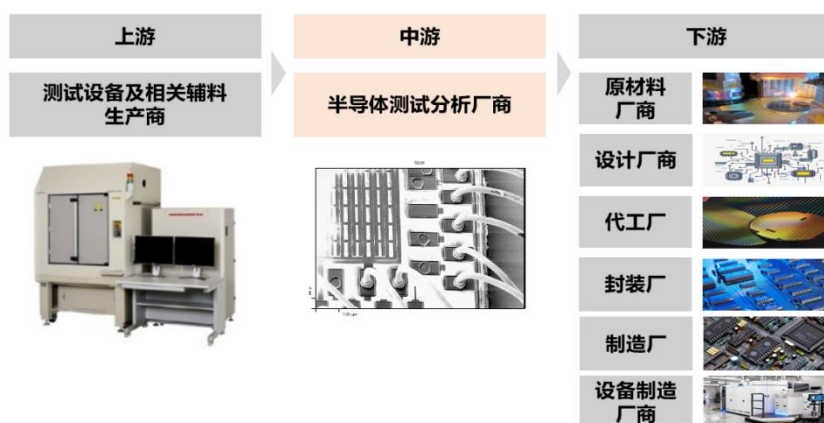 上游
测试设备及相关辅料
生产商
中游
半导体测试分析厂商
下游
原材料
厂商
设计厂商
代工厂
封装厂
制造厂
设备制造
厂商